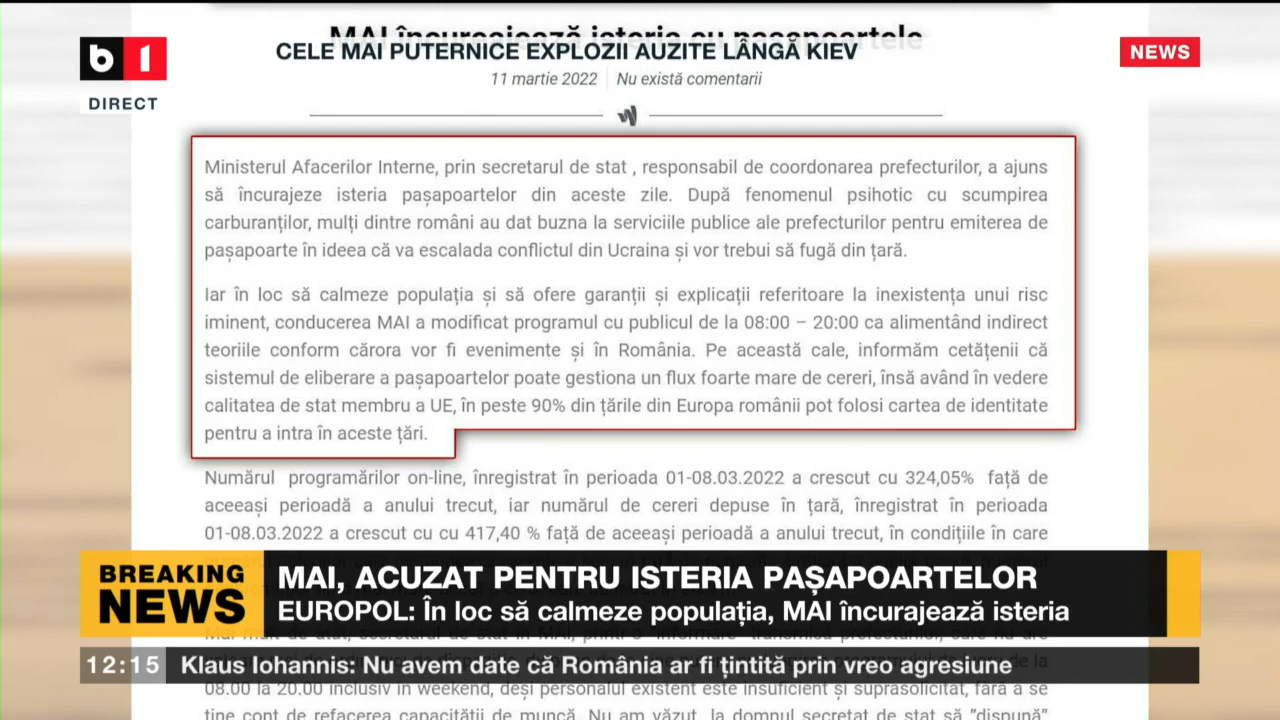 MAI încurajează isteria cu pașapoartele
CELE MAI PUTERNICE EXPLOZII AUZITE LÂNGĂ KIEV
b1
NEWS
DIRECT
11 martie 2022 Nu există comentarii
Ministerul Afacerilor Interne, prin secretarul de stat , responsabil de coordonarea prefecturilor, a ajuns
să încurajeze isteria pașapoartelor din aceste zile. După fenomenul psihotic cu scumpirea
carburanților, mulți dintre români au dat buzna la serviciile publice ale prefecturilor pentru emiterea de
pașapoarte în ideea că va escalada conflictul din Ucraina și vor trebui să fugă din țară.
Iar în loc să calmeze populația și să ofere garanții și explicații referitoare la inexistența unui risc
iminent, conducerea MAI a modificat programul cu publicul de la 08:00 – 20:00 ca alimentând indirect
teoriile conform cărora vor fi evenimente și în România. Pe această cale, informăm cetățenii că
sistemul de eliberare a pașapoartelor poate gestiona un flux foarte mare de cereri, însă având în vedere
calitatea de stat membru a UE, în peste 90% din țările din Europa românii pot folosi cartea de identitate
pentru a intra în aceste țări.
Numărul programărilor on-line, înregistrat în perioada 01-08.03.2022 a crescut cu 324,05% față de
aceeași perioadă a anului trecut, iar numărul de cereri depuse în țară, înregistrat în perioada
01-08.03.2022 a crescut cu cu 417,40 % față de aceeași perioadă a anului trecut, în condițiile în care
BREAKING
NEWS
MAI, ACUZAT PENTRU ISTERIA PAȘAPOARTELOR
EUROPOL: În loc să calmeze populația, MAI încurajează isteria
12:15
Klaus Iohannis: Nu avem date că România ar fi țintită prin vreo agresiune
de la
08.00 la 20.00 inclusiv în weekend, deși personalul existent este insuficient și suprasolicitat, fără a se
ține cont de refacerea capacității de muncă. Nu am văzut la domnul secretat de stat să "dispună"